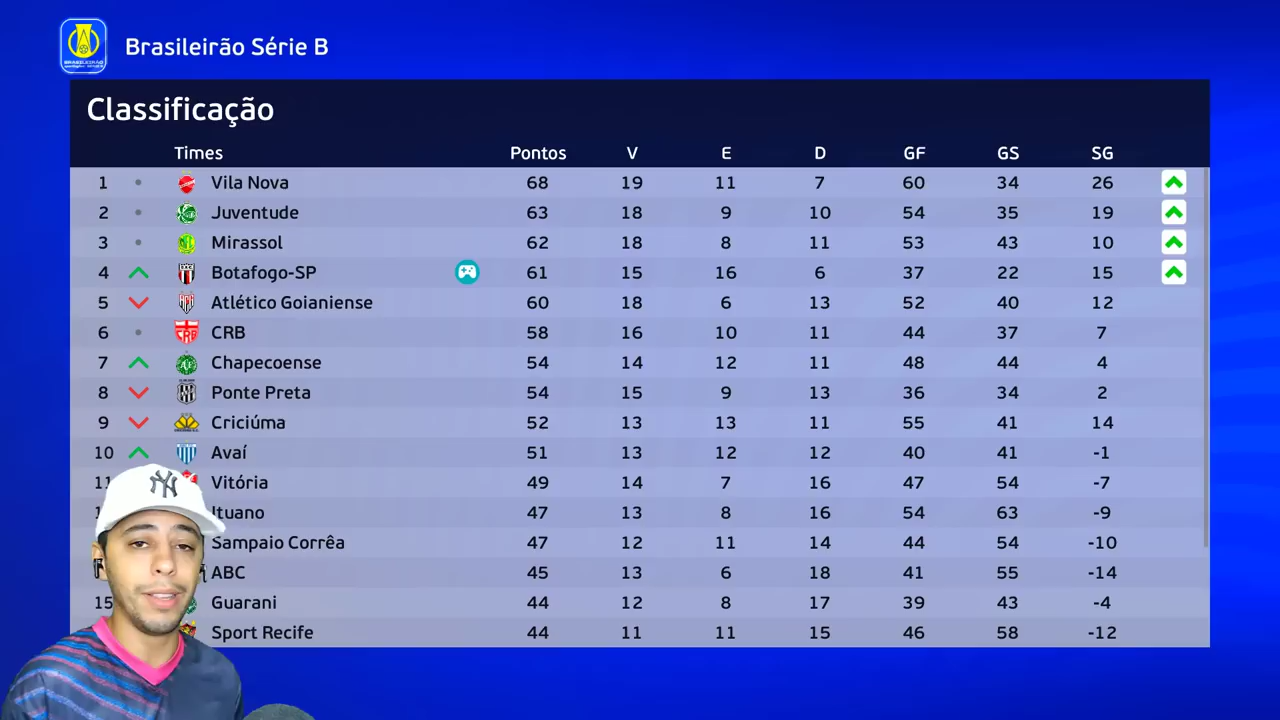 Brasileirão Série B
Classificação
Times Pontos V E D GF GS SG
1 Vila Nova 68 19 11 7 60 34 26
2 Juventude 63 18 9 10 54 35 19
3 Mirassol 62 18 8 11 53 43 10
4 Botafogo-SP 61 15 16 6 37 22 15
5 Atlético Goianiense 60 18 6 13 52 40 12
6 CRB 58 16 10 11 44 37 7
7 Chapecoense 54 14 12 11 48 44 4
8 Ponte Preta 54 15 9 13 36 34 2
9 Criciúma 52 13 13 11 55 41 14
10 Avaí 51 13 12 12 40 41 -1
11 Vitória 49 14 7 16 47 54 -7
Ituano 47 13 8 16 54 63 -9
Sampaio Corrêa 47 12 11 14 44 54 -10
ABC 45 13 6 18 41 55 -14
15 Guarani 44 12 8 17 39 43 -4
Sport Recife 44 11 11 15 46 58 -12